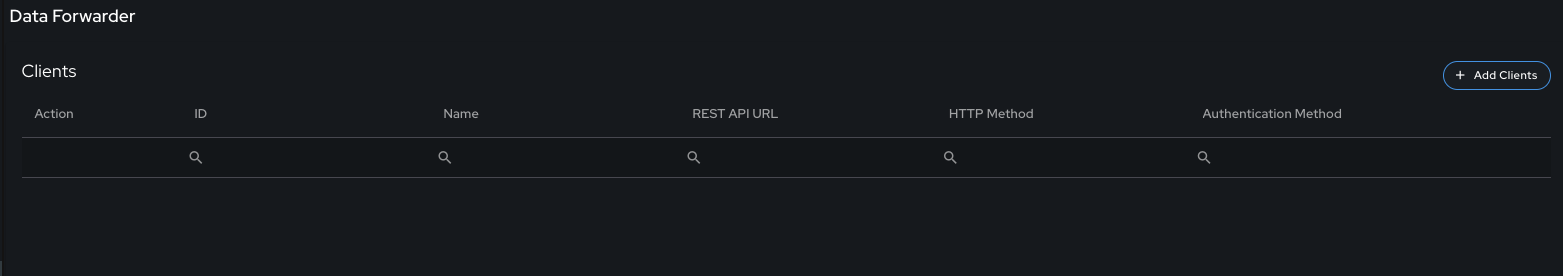 Data Forwarder
Clients
+ Add Clients
Action ID Name REST API URL HTTP Method Authentication Method